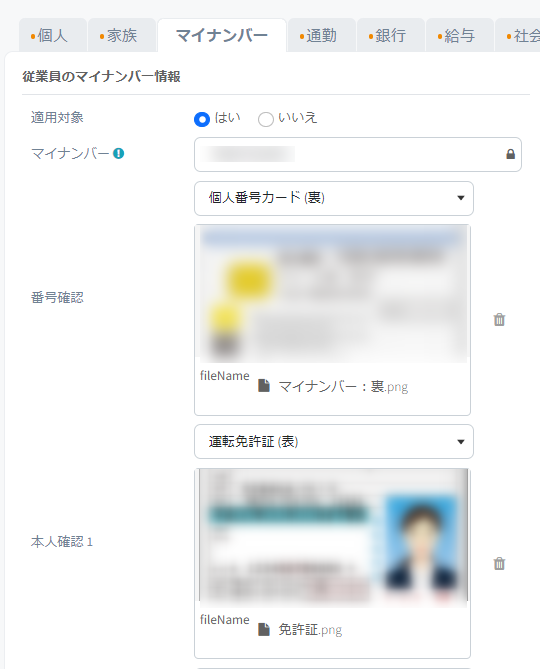 個人 家族 マイナンバー 通勤 銀行 給与 社会
従業員のマイナンバー情報
適用対象 はい いいえ
マイナンバー
個人番号カード (裏)
番号確認
fileName マイナンバー：裏.png
運転免許証 (表)
本人確認 1
fileName 免許証.png